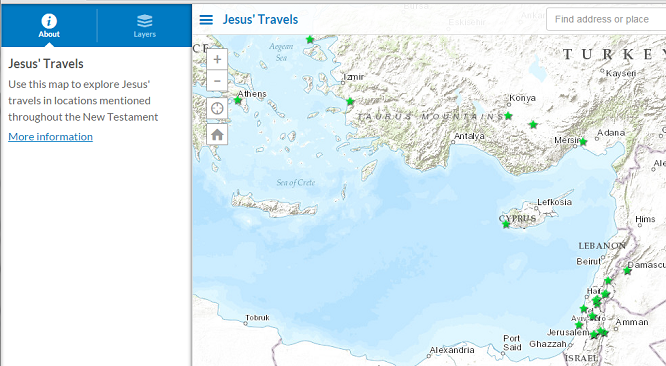 About
Layers
Jesus' Travels
Use this map to explore Jesus'
travels in locations mentioned
throughout the New Testament
More information
Jesus' Travels
Find address or place
Aegean
Sea
TURKEY
Kayseri
Izmir
Athens
Konya
TAURUS MOUNTAINS
Antalya
Mersin
Adana
Sea of Crete
Lefkosia
CYPRUS
Hims
LEBANON
Beirut
Damascu
Tobruk
Jerusalem
Amman
Port
Said
Ghazzah
Alexandria
ISRAEL